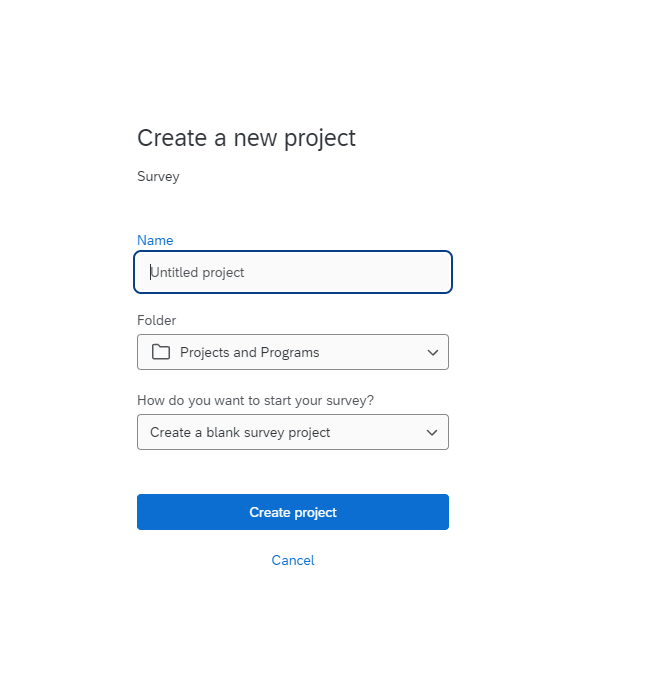 Create a new project
Survey
Name
Untitled project
Folder
Projects and Programs
How do you want to start your survey?
Create a blank survey project
Create project
Cancel